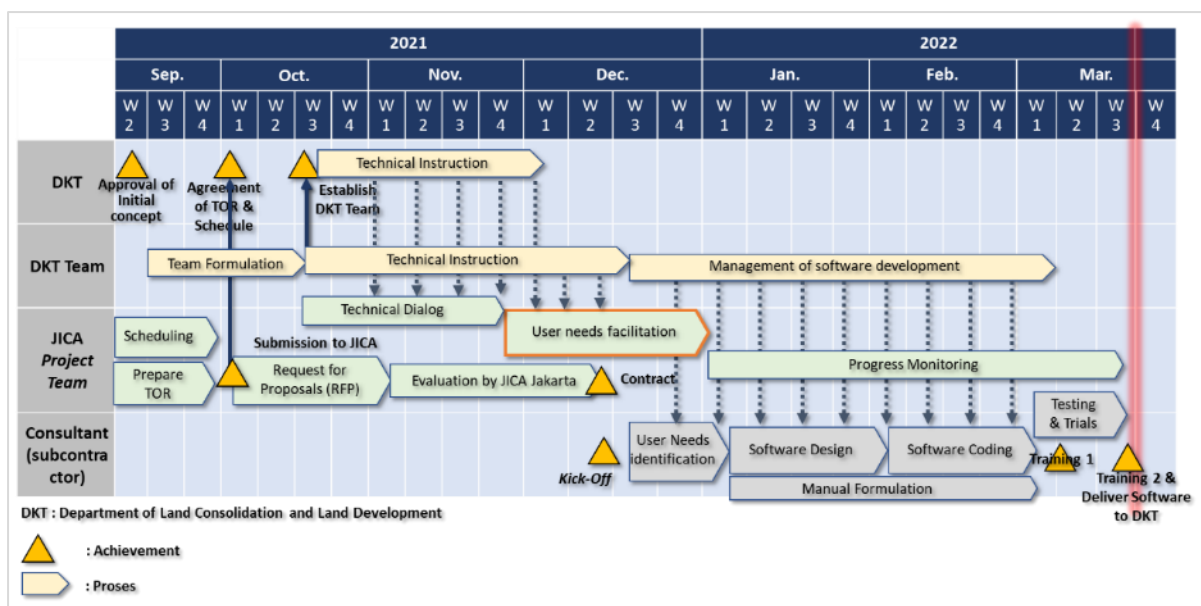 2021 2022
Sep. Oct. Nov. Dec. Jan. Feb. Mar.
W W W W W W W W W W W W W W W W W W W W W W W W W W
2 3 4 1 2 3 4 1 2 3 4 1 2 3 4 1 2 3 4 1 2 3 4 1 2 3 4
DKT
Technical Instruction
Approval of
Initial
concept
Agreement
of TOR &
Schedule
Establish
DKT Team
DKT Team
Team Formulation
Technical Instruction
Management of software development
Technical Dialog
JICA
Project
Team
Scheduling
User needs facilitation
Submission to JICA
Prepare
TOR
Request for
Proposals (RFP)
Evaluation by JICA Jakarta
Contract
Progress Monitoring
Consultant
(subcontra
ctor)
Kick-Off
User Needs
identification
Software Design
Software Coding
Testing
& Trials
Training 1
Manual Formulation
Training 2 &
Deliver Software
to DKT
DKT : Department of Land Consolidation and Land Development
: Achievement
: Proses